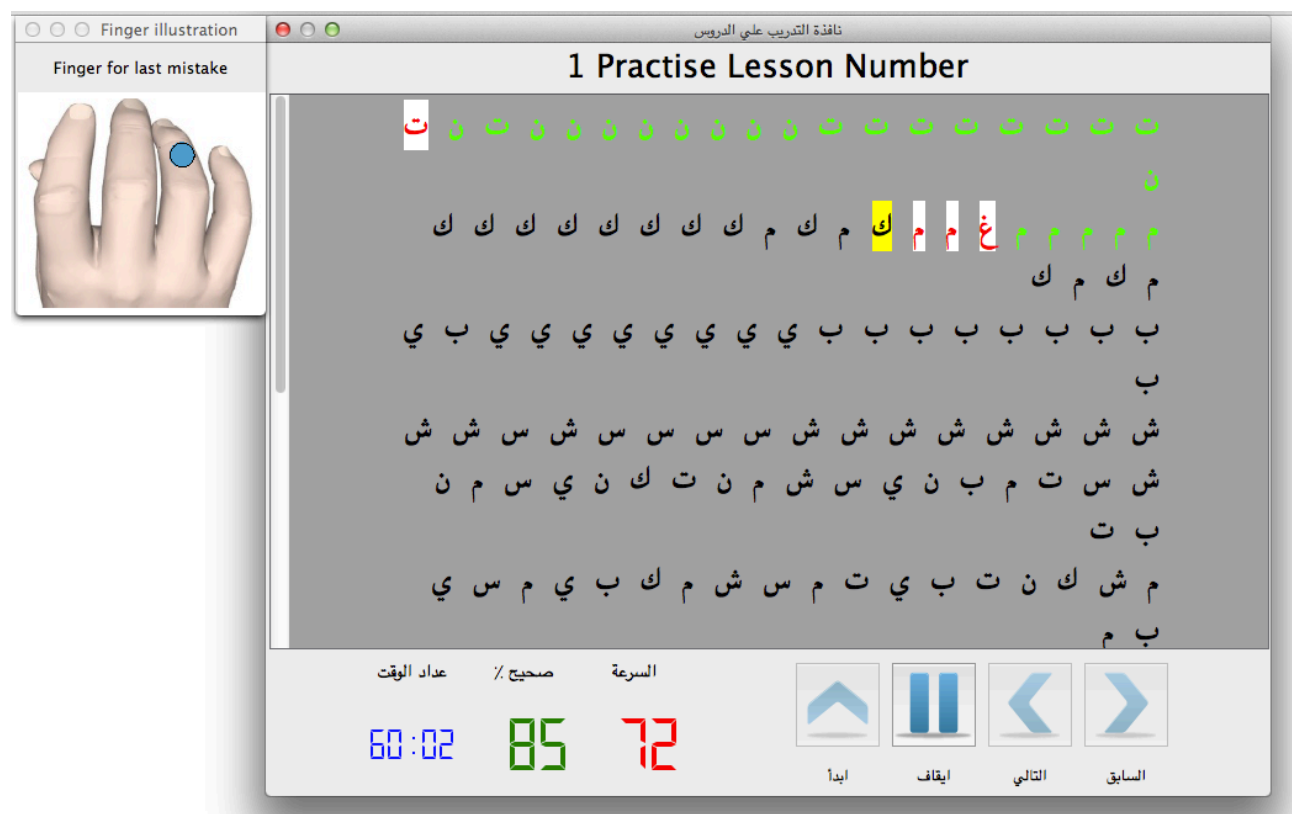 Finger illustration
Finger for last mistake
نافذة التدريب علي الدروس
1 Practise Lesson Number
ت ت ت ت ت ت ت ت ن ن ن ن ن ن ن ن ت ن ت
ن
م م م م م غ م م ك م ك م ك ك ك ك ك ك ك ك
م ك م ك
ب ب ب ب ب ب ب ب ي ي ي ي ي ي ي ي ب ي
ب
ش ش ش ش ش ش ش ش س س س س ش س ش ش
ش س ت م ب ن ي س ش م ن ت ك ن ي س م ن
ب ت
م ش ك ن ت ب ي ت م س ش م ك ب ي م س ي
ب م
السرعة
صحيح ٪
عداد الوقت
72
85
60:02
السابق
التالي
ايقاف
ابدأ